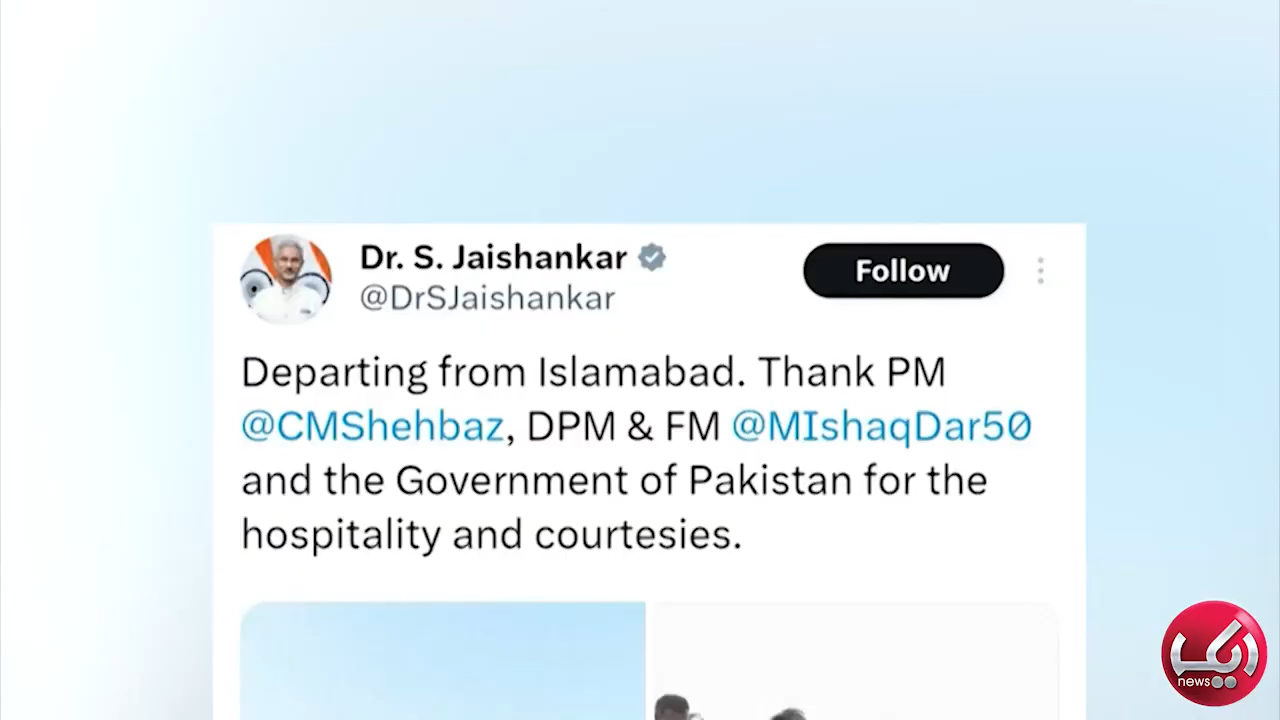 Dr. S. Jaishankar
Follow
@DrSJaishankar
Departing from Islamabad. Thank PM
@CMShehbaz, DPM & FM @MIshaqDar50
and the Government of Pakistan for the
hospitality and courtesies.
ایک
news